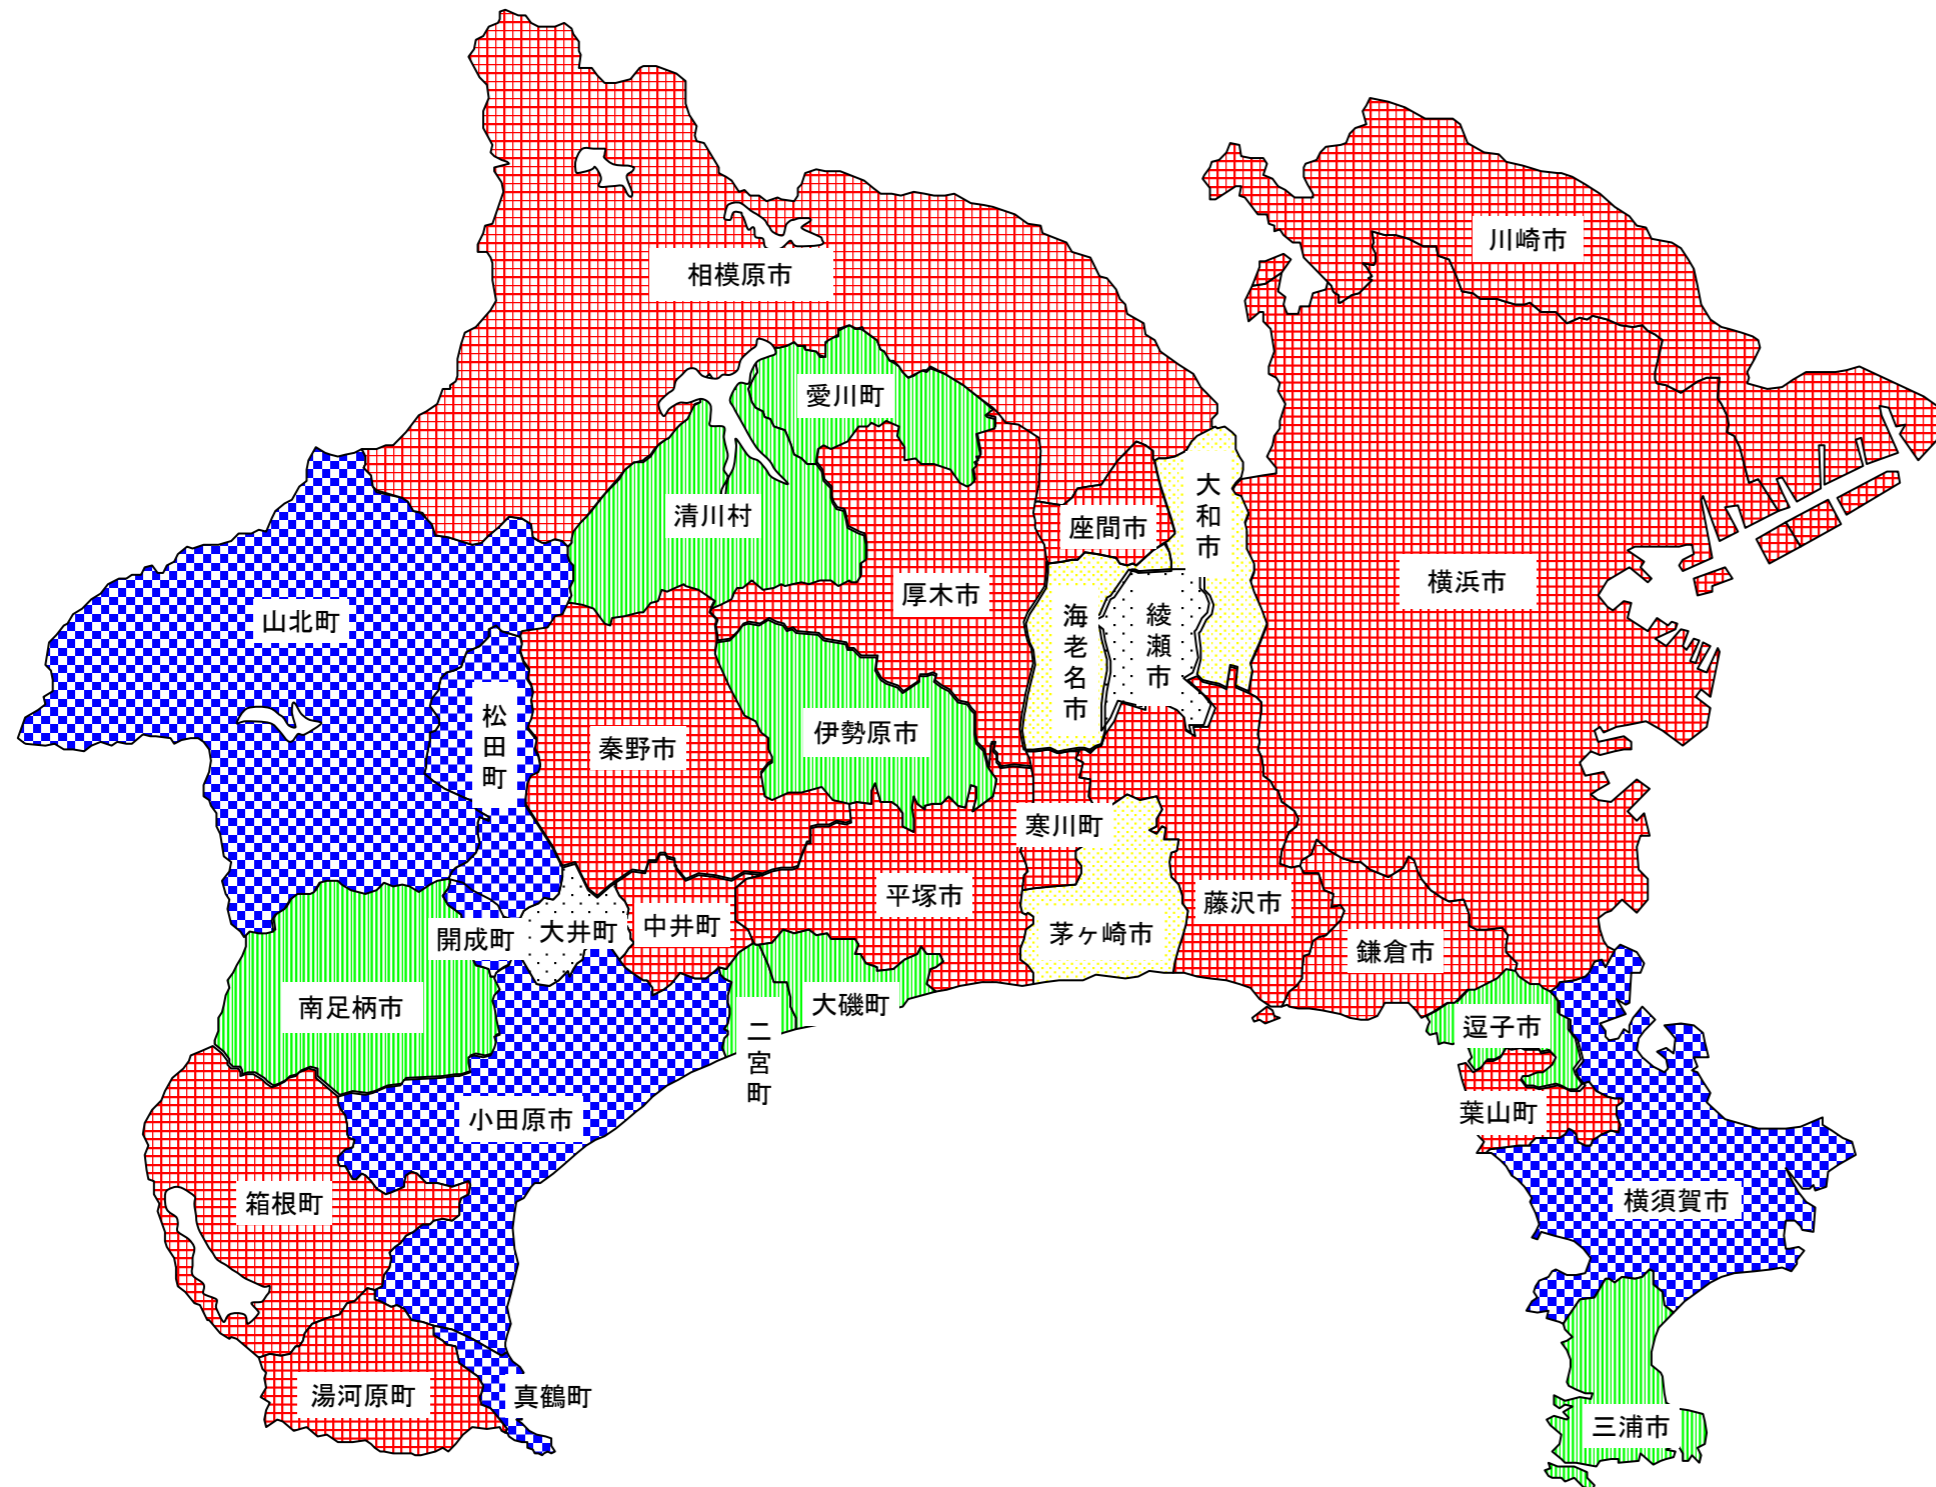 川崎市
相模原市
愛川町
大和市
清川村
座間市
横浜市
厚木市
山北町
海老名市
綾瀬市
松田町
伊勢原市
秦野市
寒川町
平塚市
藤沢市
中井町
大井町
開成町
茅ヶ崎市
鎌倉市
南足柄市
大磯町
二宮町
逗子市
葉山町
小田原市
箱根町
横須賀市
湯河原町
真鶴町
三浦市